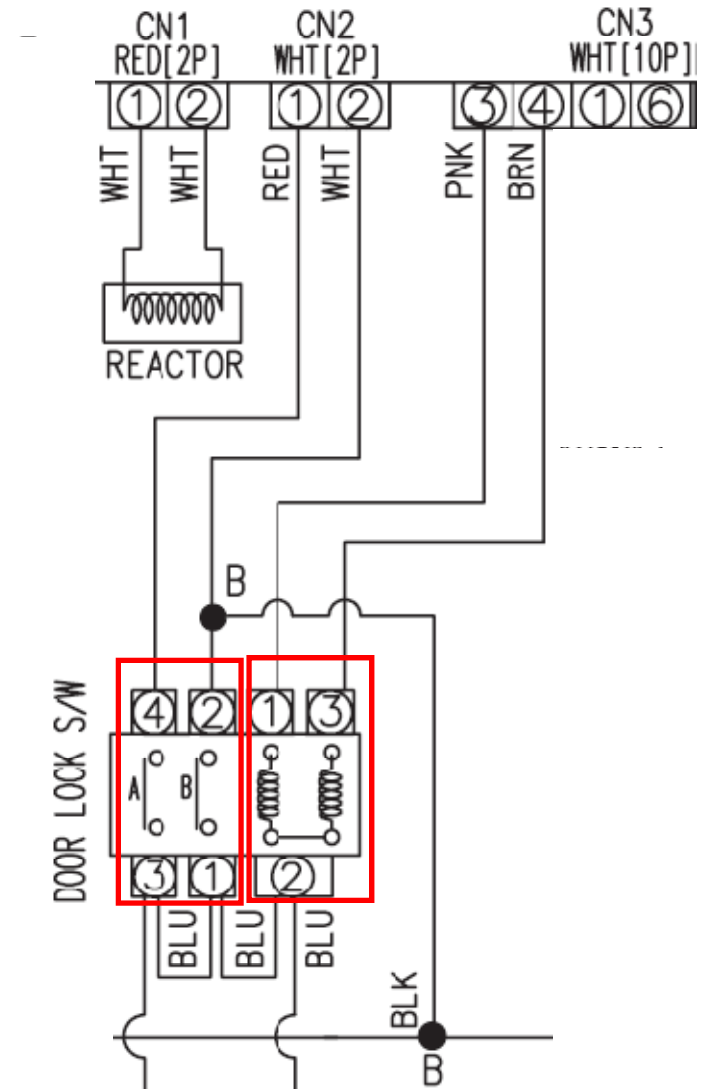 CN1 CN2 CN3
RED[2P] WHT[2P] WHT[10P]
1 2 1 2 3 4 1 6
WHT WHT RED WHT PNK BRN
REACTOR
B
DOOR LOCK S/W
4 2 1 3
A B
3 1 2
BLU BLU BLU
BLK
B